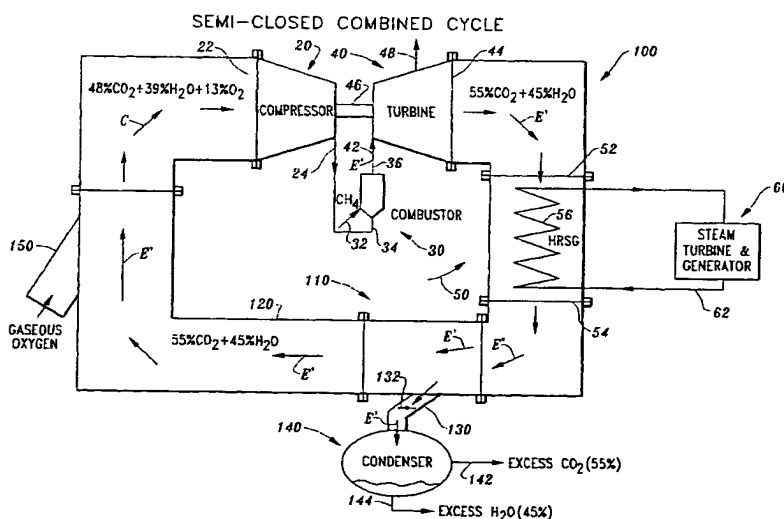 SEMI-CLOSED COMBINED CYCLE
20
40
48
44
100
22
48%CO₂+39%H₂O+13%O₂
46
55%CO₂+45%H₂O
COMPRESSOR
TURBINE
C
E'
42
52
24
E'
36
CH₄
COMBUSTOR
56
60
HRSG
STEAM
TURBINE &
GENERATOR
150
32
34
30
E'
110
50
62
GASEOUS
OXYGEN
120
54
55%CO₂+45%H₂O
E'
E'
E'
132
130
E'
140
CONDENSER
EXCESS CO₂(55%)
142
144
EXCESS H₂O(45%)